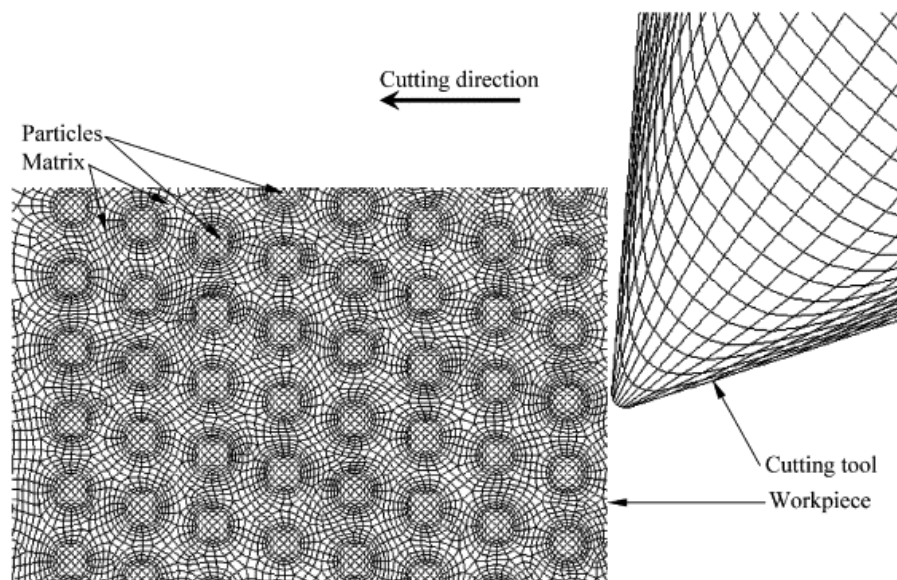 Cutting direction
Particles
Matrix
Cutting tool
Workpiece